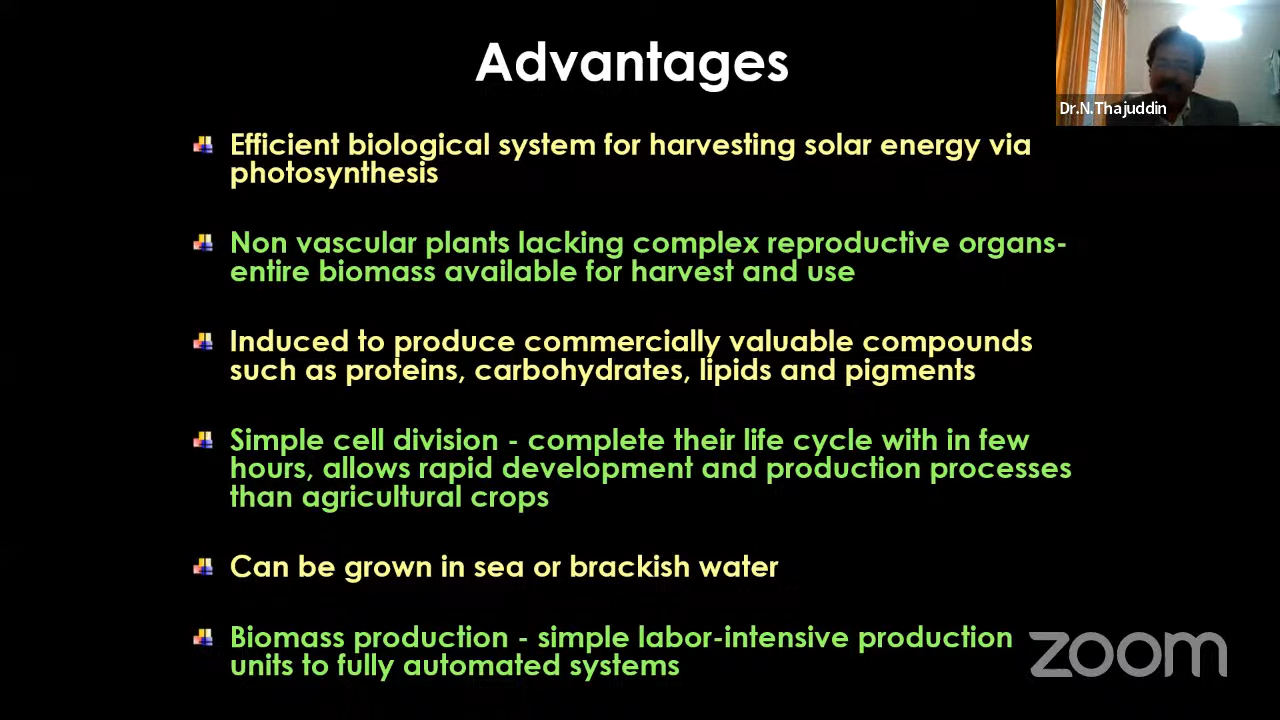 Advantages
Dr.N.Thajuddin
Efficient biological system for harvesting solar energy via
photosynthesis
Non vascular plants lacking complex reproductive organs-
entire biomass available for harvest and use
Induced to produce commercially valuable compounds
such as proteins, carbohydrates, lipids and pigments
Simple cell division - complete their life cycle with in few
hours, allows rapid development and production processes
than agricultural crops
Can be grown in sea or brackish water
Biomass production - simple labor-intensive production
units to fully automated systems
zoom